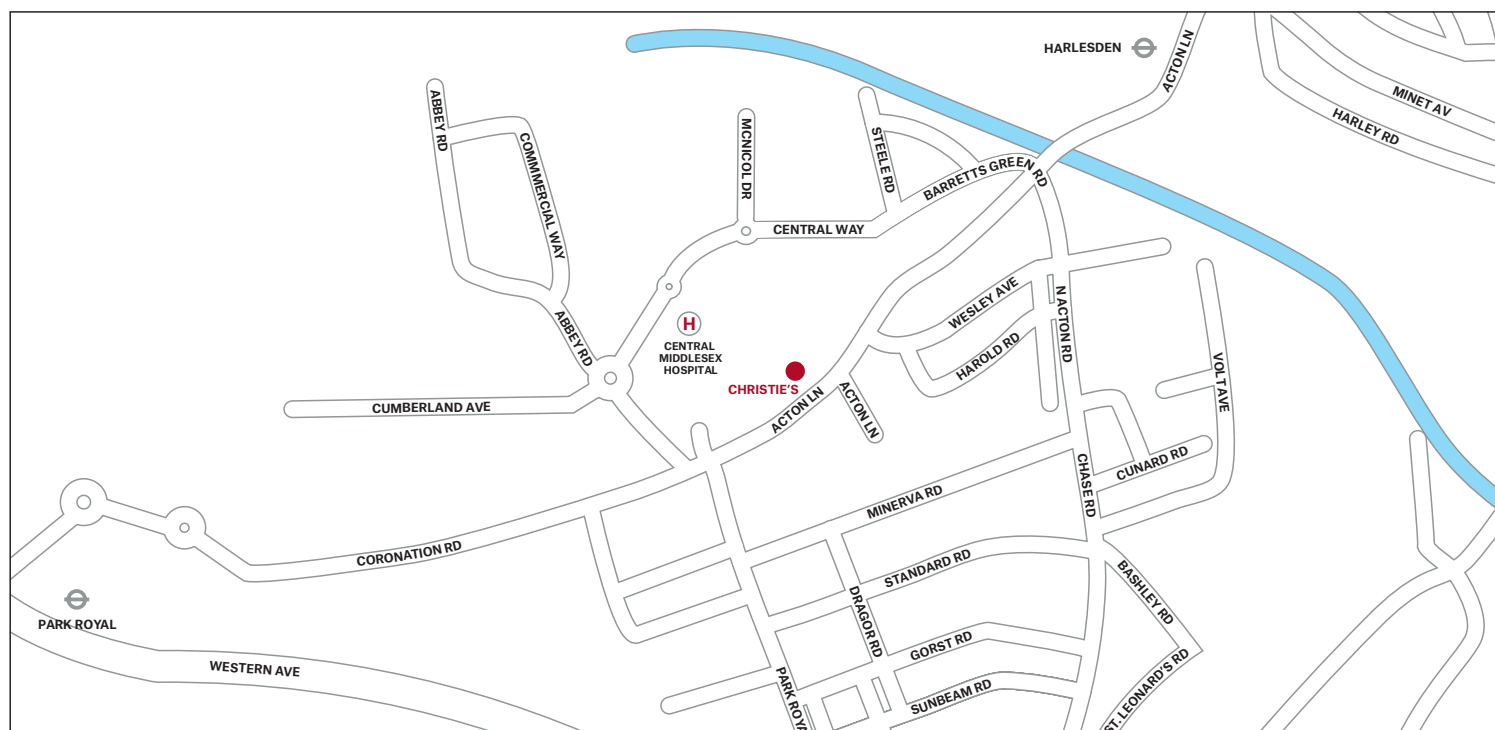 HARLESDEN
ACTON LN
MINET AV
HARLEY RD
ABBEY RD
COMMMERCIAL WAY
MCNICOL DR
STEELE RD
BARRETTS GREEN RD
CENTRAL WAY
ABBEY RD
H
CENTRAL
MIDDLESEX
HOSPITAL
CHRISTIE'S
WESLEY AVE
N ACTON RD
HAROLD RD
VOLT AVE
CUMBERLAND AVE
ACTON LN
ACTON LN
CUNARD RD
CHASE RD
MINERVA RD
CORONATION RD
STANDARD RD
BASHLEY RD
DRAGOR RD
PARK ROYAL
WESTERN AVE
GORST RD
SUNBEAM RD
PARK ROYA
ST. LEONARD'S RD